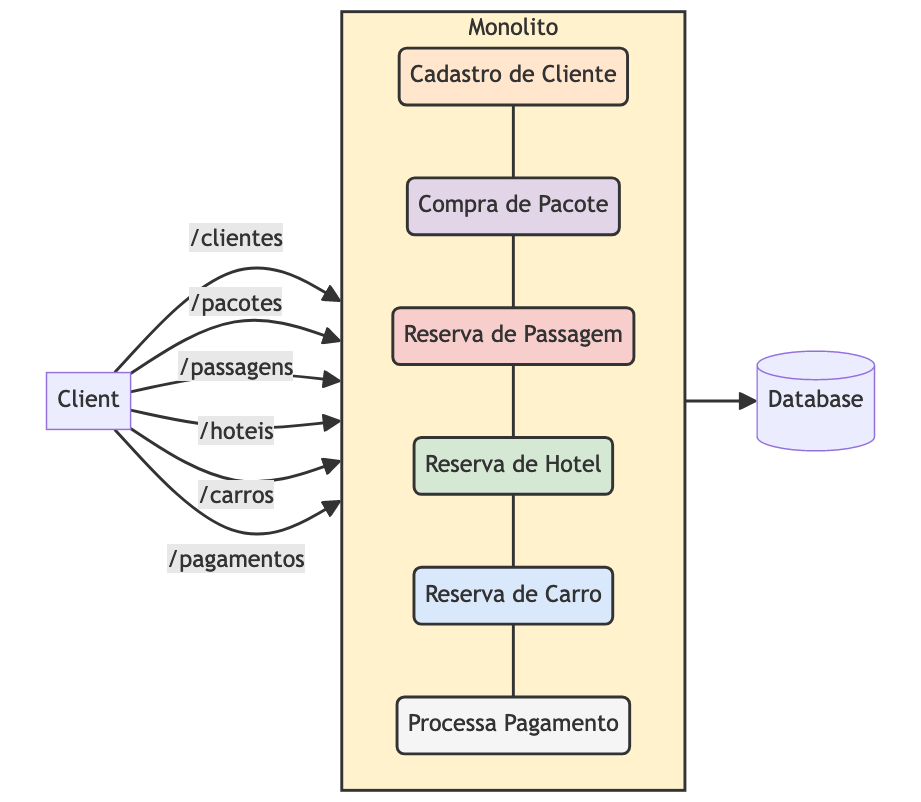 Monolito
Cadastro de Cliente
Compra de Pacote
/clientes
/pacotes
Reserva de Passagem
/passagens
Client
Database
/hoteis
Reserva de Hotel
/carros
/pagamentos
Reserva de Carro
Processa Pagamento